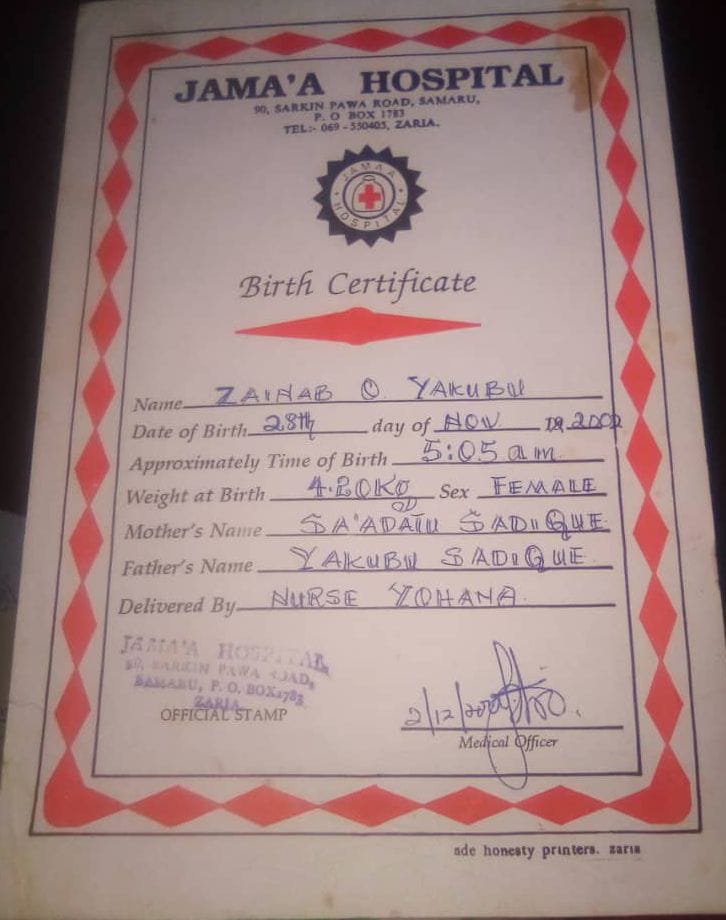 JAMA'A HOSPITAL
90, SARKIN PAWA ROAD, SAMARU,
P. O BOX 1783
TEL:- 069 - 550405, ZARIA.
JAMAA HOSPITAL
Birth Certificate
Name ZAINAB O. YAKUBU
Date of Birth 28th day of NOV 19 2002
Approximately Time of Birth 5:05 a m.
Weight at Birth 4.20KG Sex FEMALE
Mother's Name SA'ADATU SADIQUE
Father's Name YAKUBU SADIQUE
Delivered By NURSE YOHANA.
JAMA'A HOSPITAL
90, SARKIN PAWA ROAD,
SAMARU, P. O. BOX 1783
ZARIA
OFFICIAL STAMP
2/12/
Medical Officer
ade honesty printers. zaria